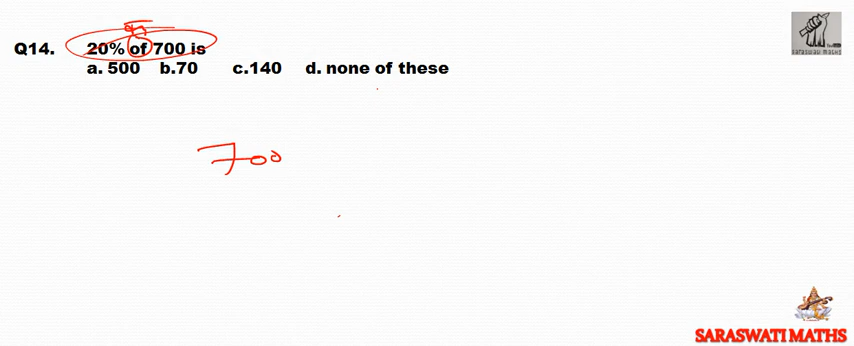 Q14. 20% of 700 is
a. 500 b.70 c.140 d. none of these
700
SARASWATI MATHS